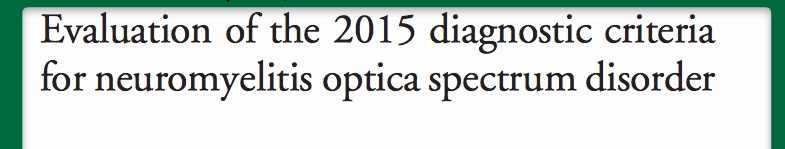 Evaluation of the 2015 diagnostic criteria
for neuromyelitis optica spectrum disorder